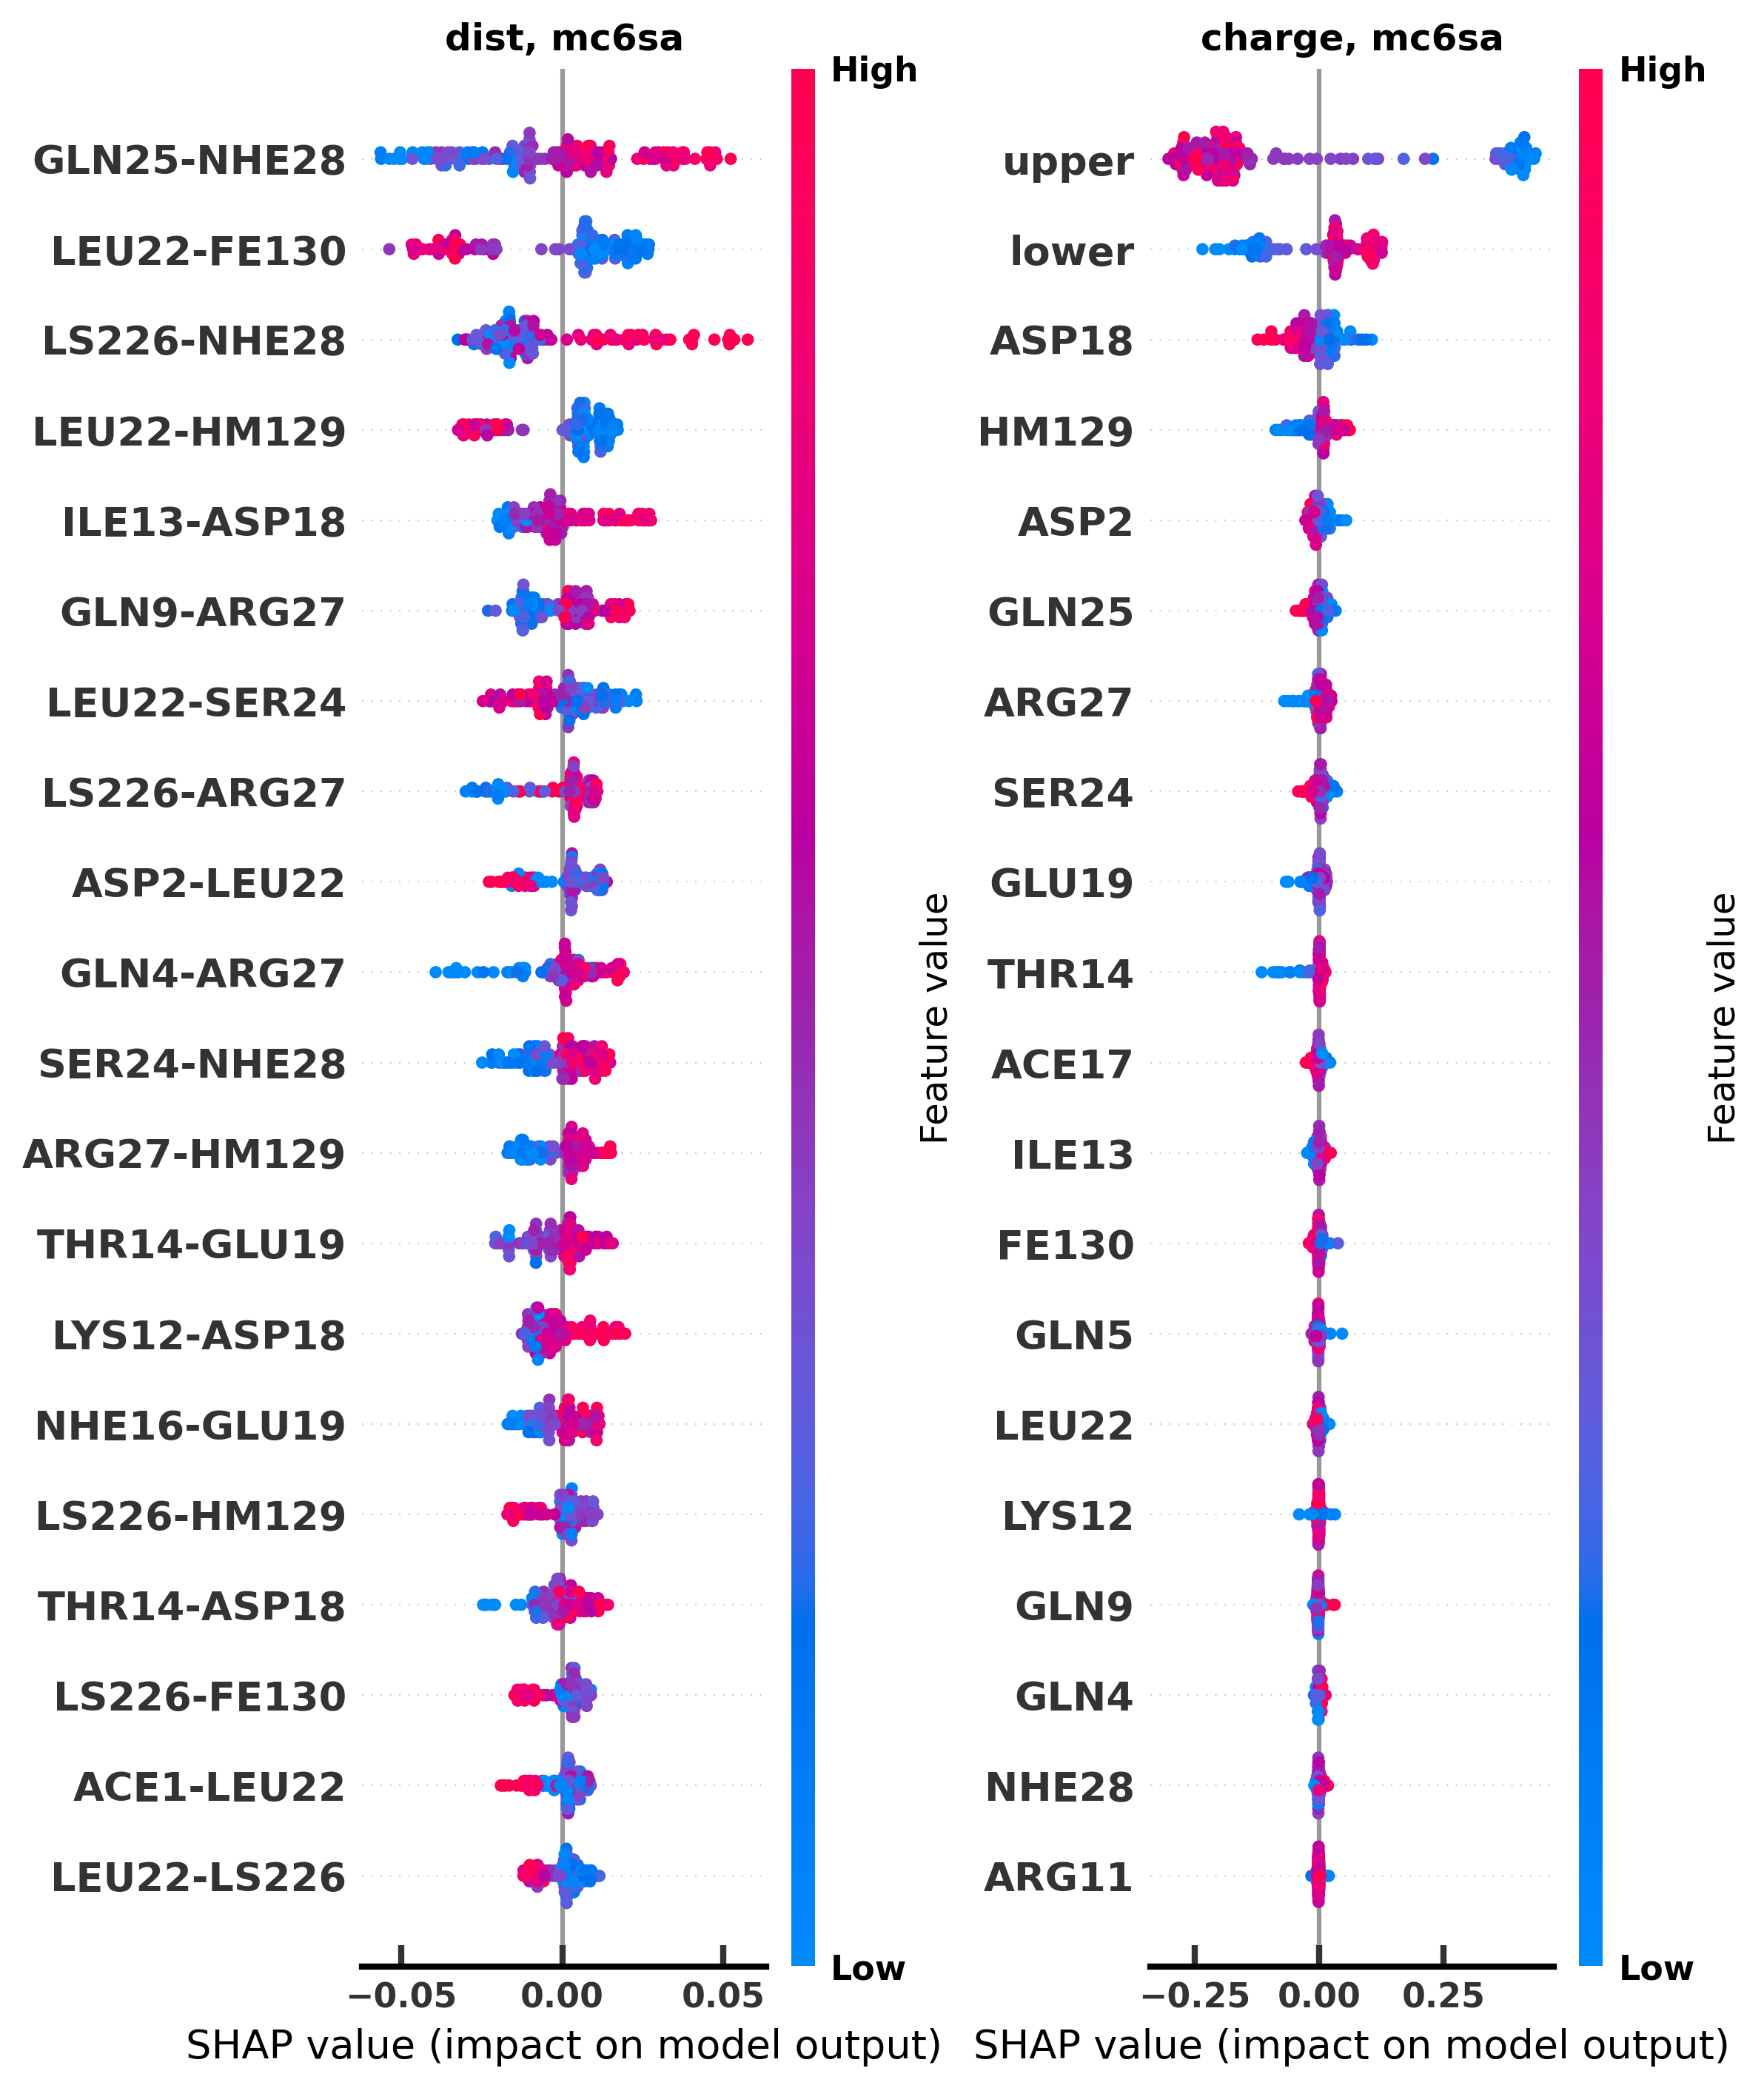 dist, mc6sa
High
GLN25-NHE28
LEU22-FE130
LS226-NHE28
LEU22-HM129
ILE13-ASP18
GLN9-ARG27
LEU22-SER24
LS226-ARG27
ASP2-LEU22
GLN4-ARG27
SER24-NHE28
ARG27-HM129
THR14-GLU19
LYS12-ASP18
NHE16-GLU19
LS226-HM129
THR14-ASP18
LS226-FE130
ACE1-LEU22
LEU22-LS226
Feature value
Low
−0.05 0.00 0.05
SHAP value (impact on model output)
charge, mc6sa
High
upper
lower
ASP18
HM129
ASP2
GLN25
ARG27
SER24
GLU19
THR14
ACE17
ILE13
FE130
GLN5
LEU22
LYS12
GLN9
GLN4
NHE28
ARG11
Feature value
Low
−0.25 0.00 0.25
SHAP value (impact on model output)